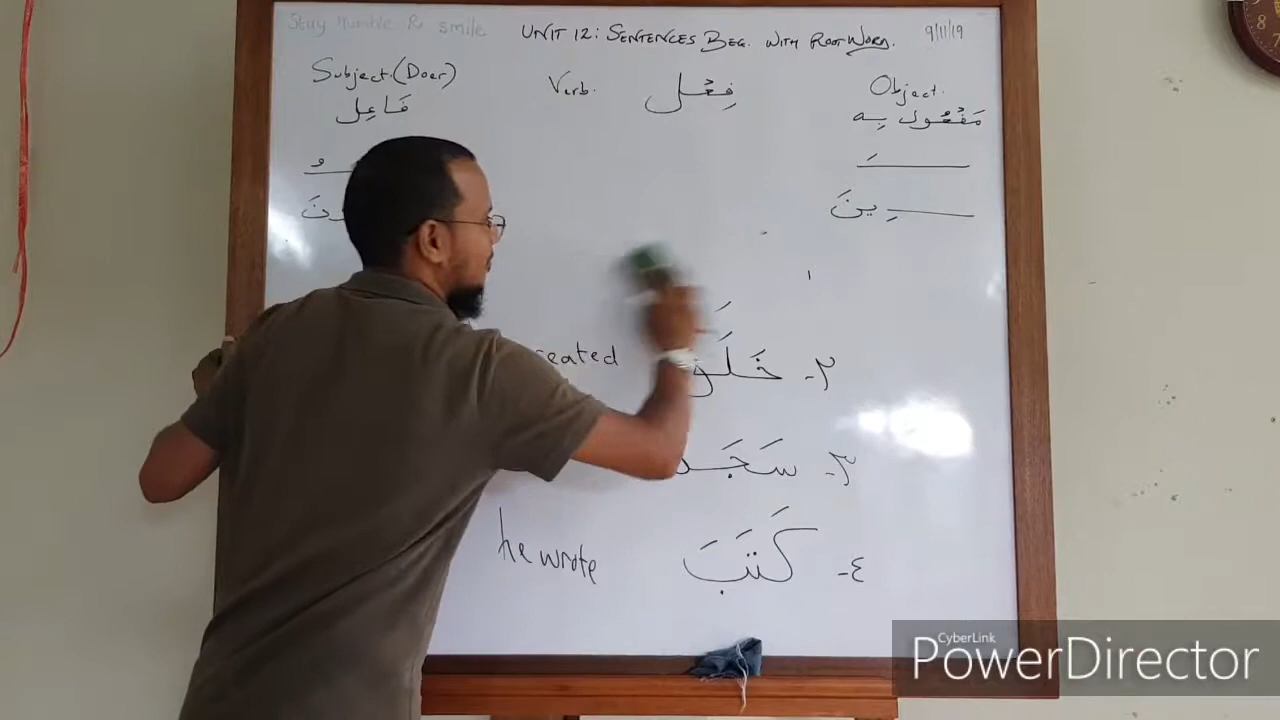 Stay humble & smile
UNIT 12: SENTENCES BEG. WITH ROOT WORD.
9/11/19
Subject.(Doer)
Verb.
فِعْل
Object.
فَاعِل
مَفْعُول بِه
ِينَ
eated
٢-
سَجَد
٣-
he wrote
كَتَبَ
٤-
CyberLink
PowerDirector